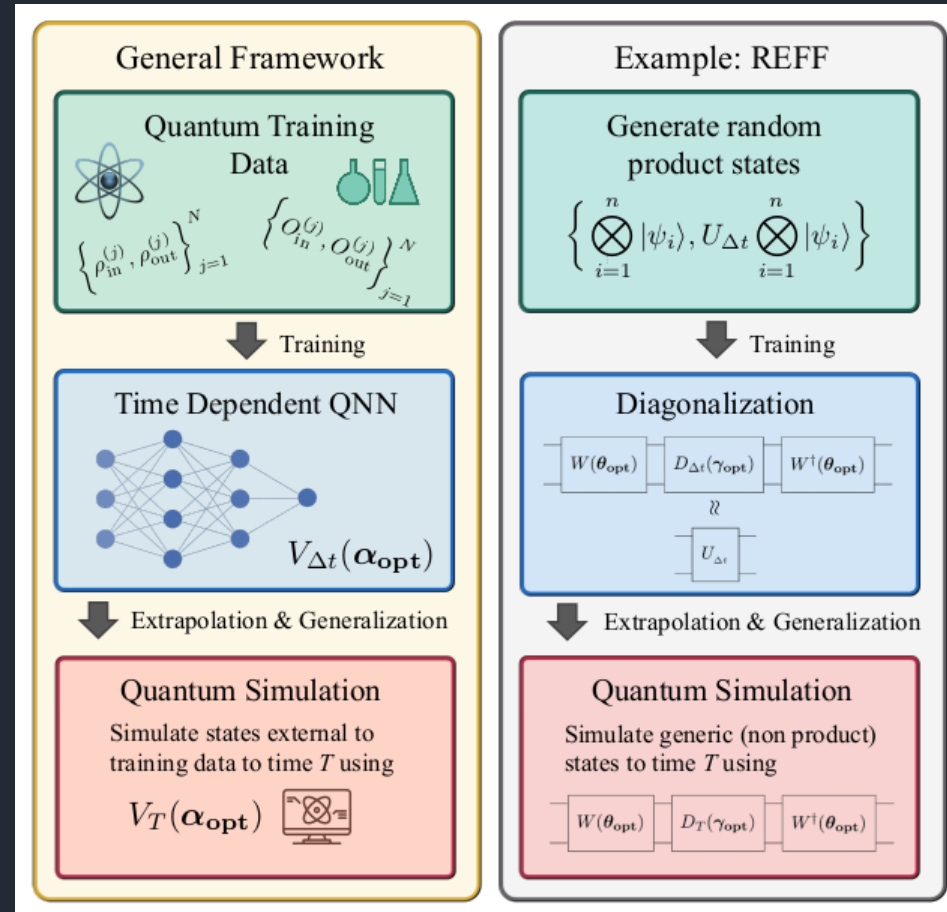 General Framework
Quantum Training
Data
{ρ_in^(j), ρ_out^(j)}_{j=1}^N
{O_in^(j), O_out^(j)}_{j=1}^N
Training
Time Dependent QNN
V_Δt(α_opt)
Extrapolation & Generalization
Quantum Simulation
Simulate states external to
training data to time T using
V_T(α_opt)
Example: REFF
Generate random
product states
{⨂_{i=1}^n |ψ_i⟩, U_Δt ⨂_{i=1}^n |ψ_i⟩}
Training
Diagonalization
W(θ_opt) D_Δt(γ_opt) W†(θ_opt)
≈
U_Δt
Extrapolation & Generalization
Quantum Simulation
Simulate generic (non product)
states to time T using
W(θ_opt) D_T(γ_opt) W†(θ_opt)